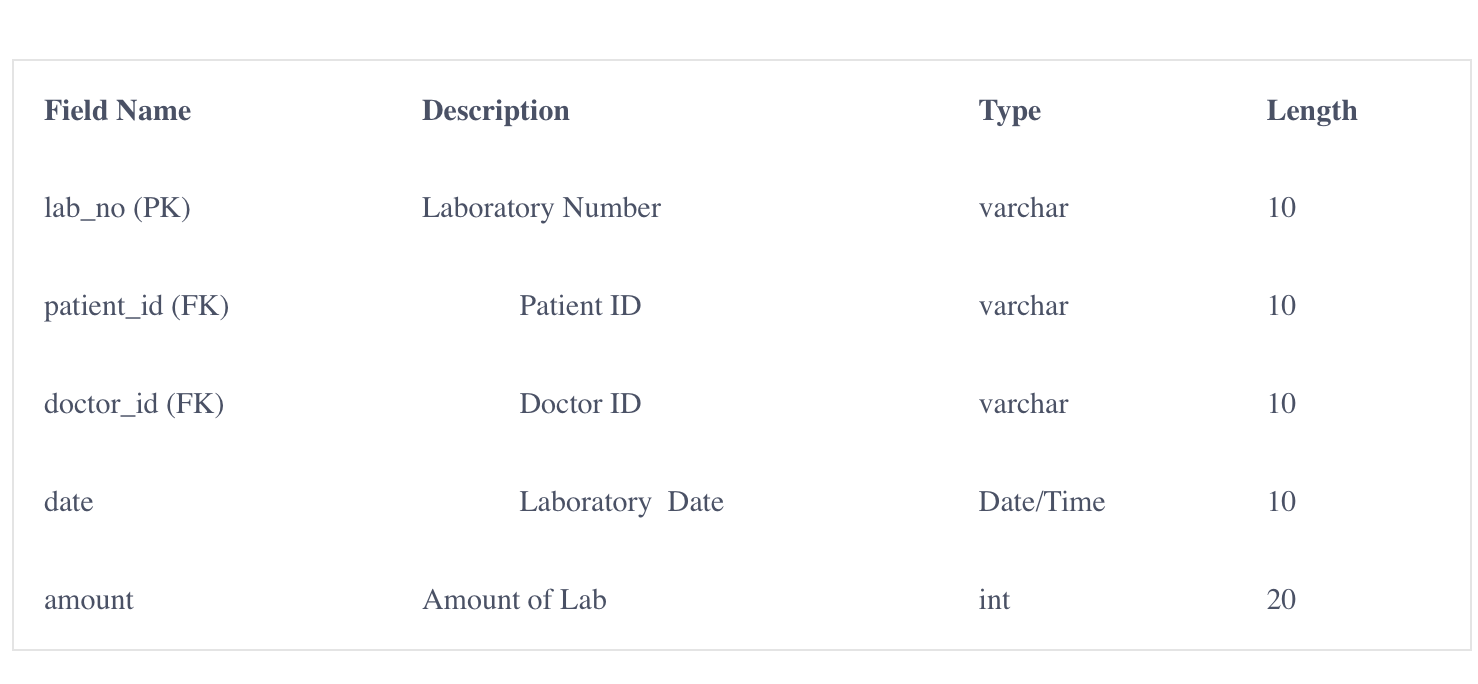 Field Name Description Type Length
lab_no (PK) Laboratory Number varchar 10
patient_id (FK) Patient ID varchar 10
doctor_id (FK) Doctor ID varchar 10
date Laboratory  Date Date/Time 10
amount Amount of Lab int 20